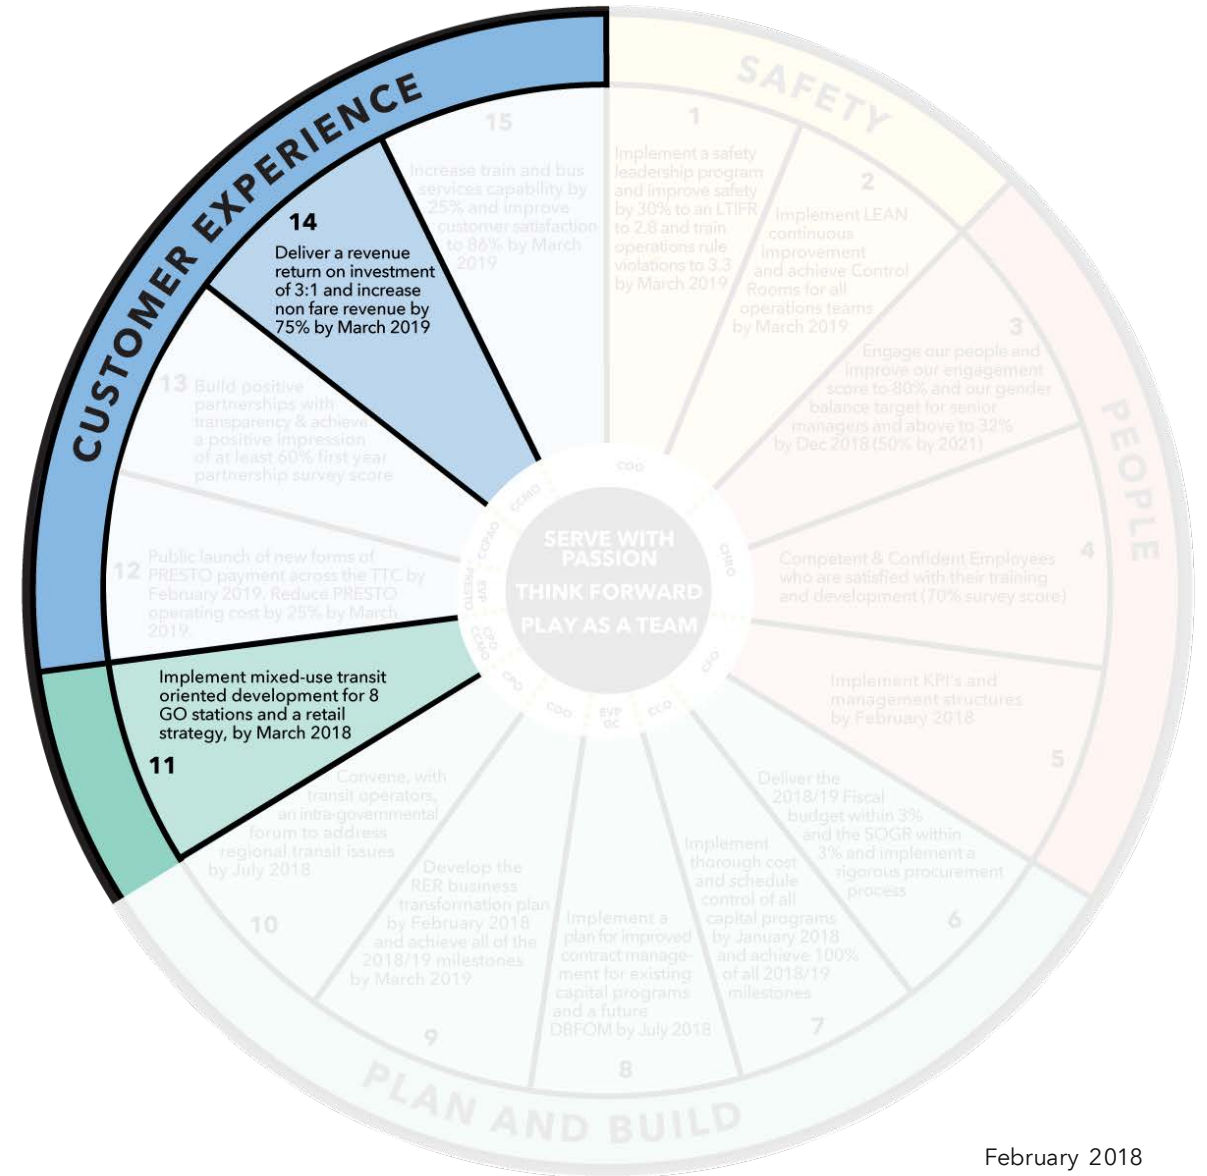 CUSTOMER EXPERIENCE
14
Deliver a revenue
return on investment
of 3:1 and increase
non fare revenue by
75% by March 2019
15
Increase train and bus
services capability by
25% and improve
customer satisfaction
to 86% by March
2019
SAFETY
1
Implement a safety
leadership program
and improve safety
by 30% to an LTIFR
to 2.8 and train
operations rule
violations to 3.3
by March 2019
2
Implement LEAN
continuous
improvement
and achieve Control
Rooms for all
operations teams
by March 2019
PEOPLE
3
Engage our people and
improve our engagement
score to 80% and our gender
balance target for senior
managers and above to 32%
by Dec 2018 (50% by 2021)
4
Competent & Confident Employees
who are satisfied with their training
and development (70% survey score)
Implement KPI's and
management structures
by February 2018
5
Deliver the
2018/19 Fiscal
budget within 3%
and the SOGR within
3% and implement a
rigorous procurement
process
6
Implement
thorough cost
and schedule
control of all
capital programs
by January 2018
and achieve 100%
of all 2018/19
milestones
7
Implement a
plan for improved
contract manage-
ment for existing
capital programs
and a future
DBFOM by July 2018
8
Develop the
RER business
transformation plan
by February 2018
and achieve all of the
2018/19 milestones
by March 2019
9
Convene, with
transit operators,
an intra-governmental
forum to address
regional transit issues
by July 2018
10
Implement mixed-use transit
oriented development for 8
GO stations and a retail
strategy, by March 2018
11
12
Public launch of new forms of
PRESTO payment across the TTC by
February 2019. Reduce PRESTO
operating cost by 25% by March
2019.
13
Build positive
partnerships with
transparency & achieve
a positive impression
of at least 60% first year
partnership survey score
PLAN AND BUILD
COO
CHRO
CFO
CLO
EVP
RC
CDO
CPO
EVP
PRESTO
CCPAO
CCMO
SERVE WITH
PASSION
THINK FORWARD
PLAY AS A TEAM
February 2018